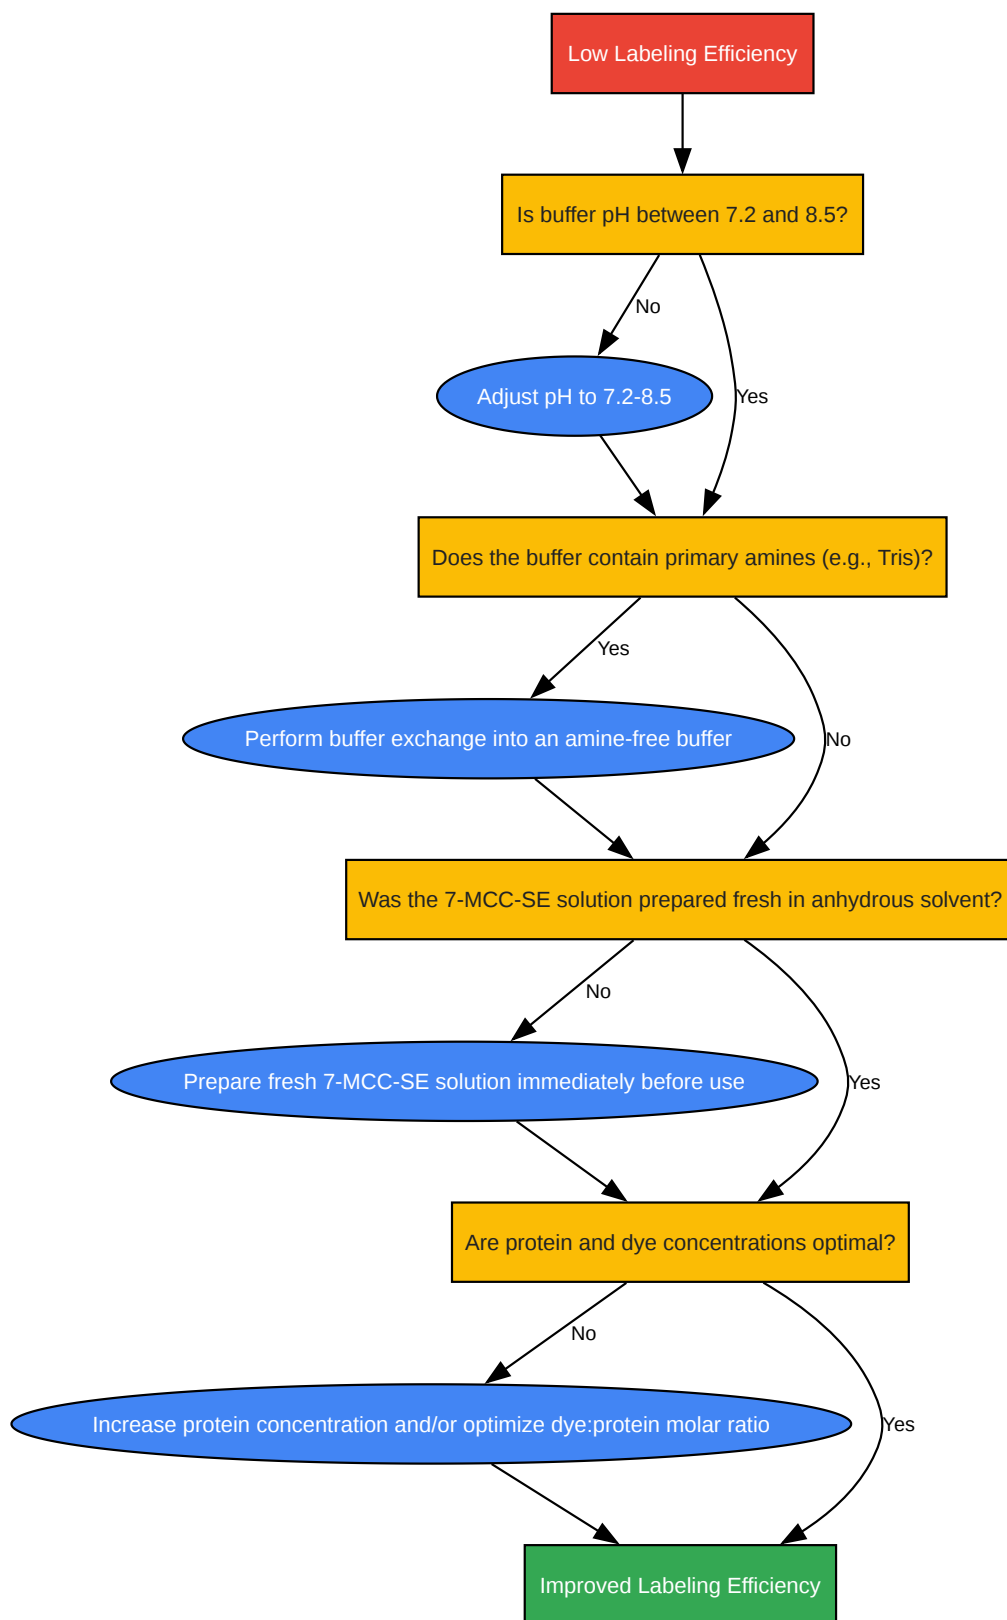 Low Labeling Efficiency
Is buffer pH between 7.2 and 8.5?
No
Adjust pH to 7.2-8.5
Yes
Does the buffer contain primary amines (e.g., Tris)?
Yes
Perform buffer exchange into an amine-free buffer
No
Was the 7-MCC-SE solution prepared fresh in anhydrous solvent?
No
Prepare fresh 7-MCC-SE solution immediately before use
Yes
Are protein and dye concentrations optimal?
No
Increase protein concentration and/or optimize dye:protein molar ratio
Yes
Improved Labeling Efficiency